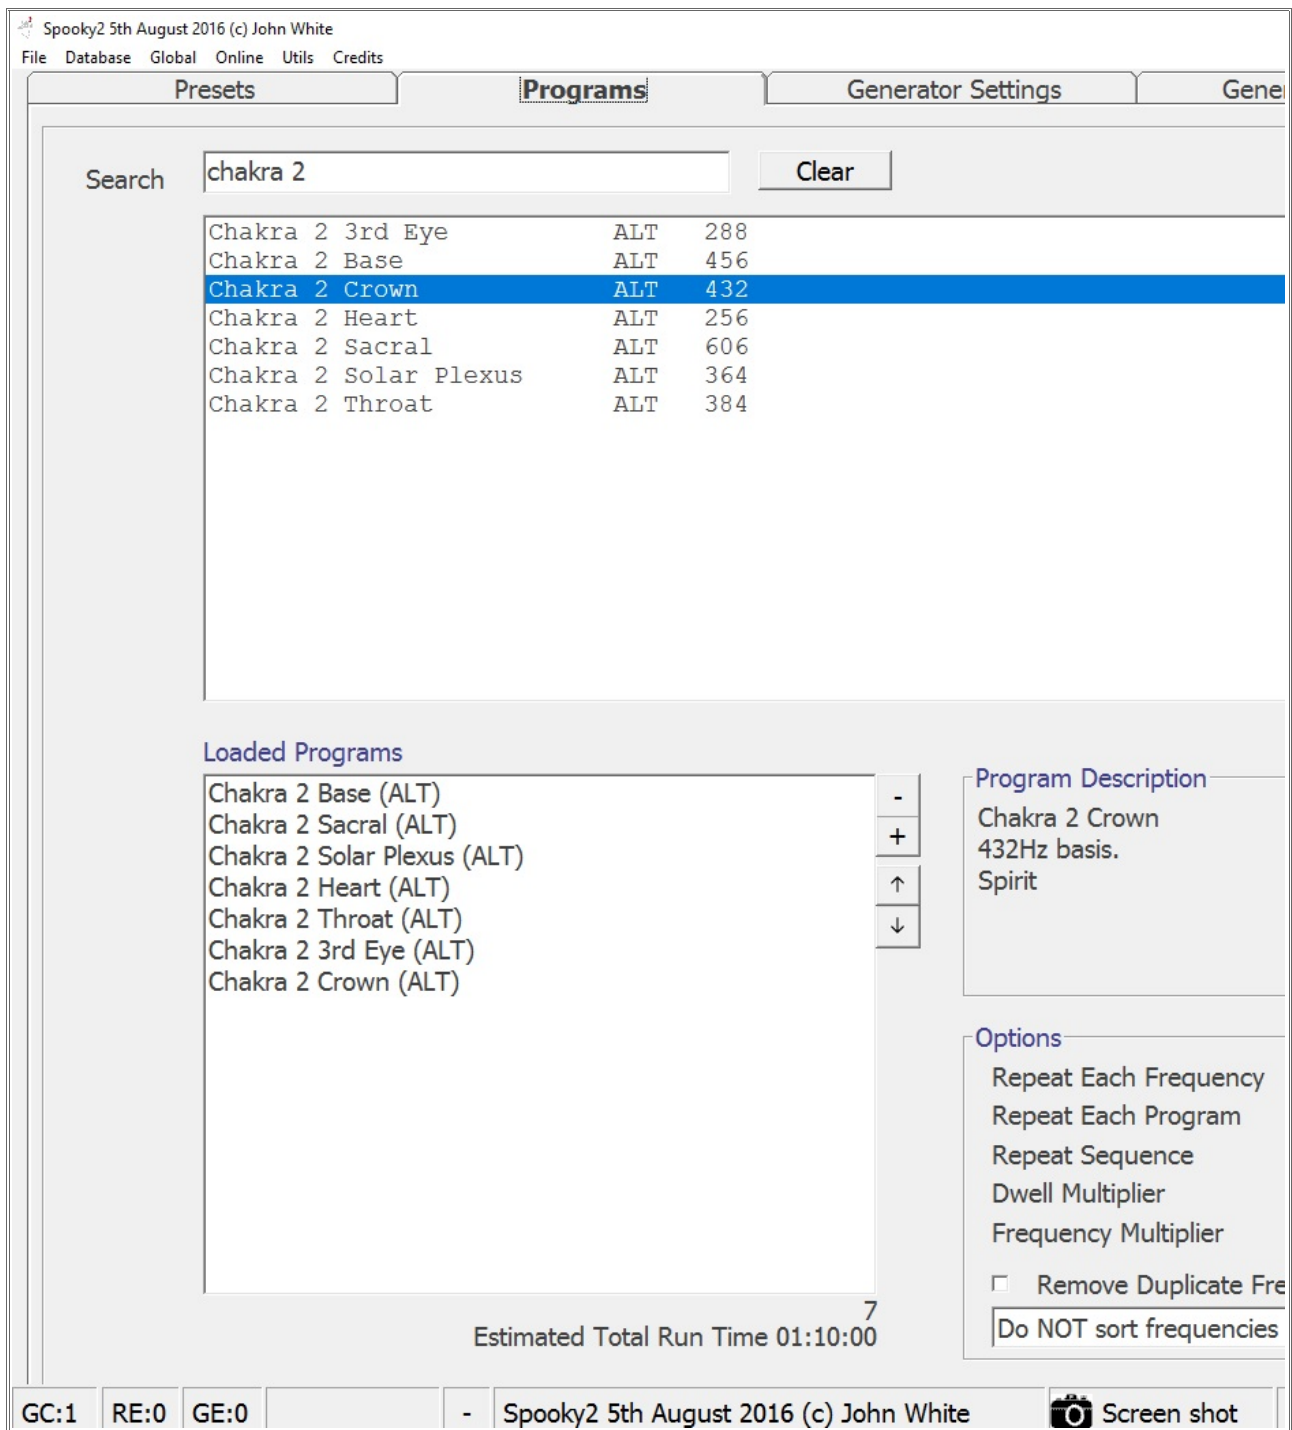 Spooky2 5th August 2016 (c) John White
File Database Global Online Utils Credits
Presets Programs Generator Settings Gene
Search chakra 2 Clear
Chakra 2 3rd Eye ALT 288
Chakra 2 Base ALT 456
Chakra 2 Crown ALT 432
Chakra 2 Heart ALT 256
Chakra 2 Sacral ALT 606
Chakra 2 Solar Plexus ALT 364
Chakra 2 Throat ALT 384
Loaded Programs
Chakra 2 Base (ALT)
Chakra 2 Sacral (ALT)
Chakra 2 Solar Plexus (ALT)
Chakra 2 Heart (ALT)
Chakra 2 Throat (ALT)
Chakra 2 3rd Eye (ALT)
Chakra 2 Crown (ALT)
-
+
↑
↓
7
Estimated Total Run Time 01:10:00
Program Description
Chakra 2 Crown
432Hz basis.
Spirit
Options
Repeat Each Frequency
Repeat Each Program
Repeat Sequence
Dwell Multiplier
Frequency Multiplier
Remove Duplicate Fre
Do NOT sort frequencies
GC:1 RE:0 GE:0 - Spooky2 5th August 2016 (c) John White Screen shot